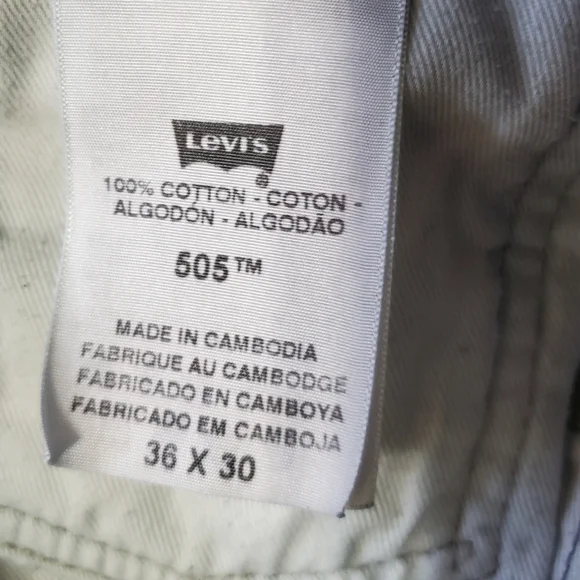 Levi's
®
100% COTTON - COTON -
ALGODÓN - ALGODÃO
505™
MADE IN CAMBODIA
FABRIQUE AU CAMBODGE
FABRICADO EN CAMBOYA
FABRICADO EM CAMBOJA
36 X 30